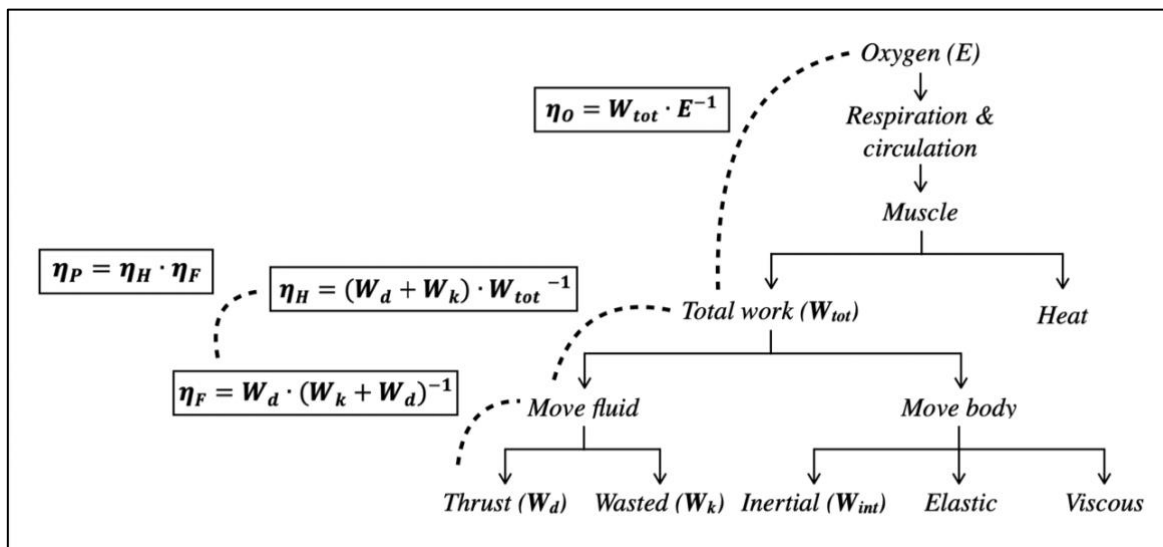 Oxygen (E)
η_O = W_tot · E⁻¹
Respiration &
circulation
Muscle
η_P = η_H · η_F
η_H = (W_d + W_k) · W_tot⁻¹
Total work (W_tot)
Heat
η_F = W_d · (W_k + W_d)⁻¹
Move fluid
Move body
Thrust (W_d)
Wasted (W_k)
Inertial (W_int)
Elastic
Viscous